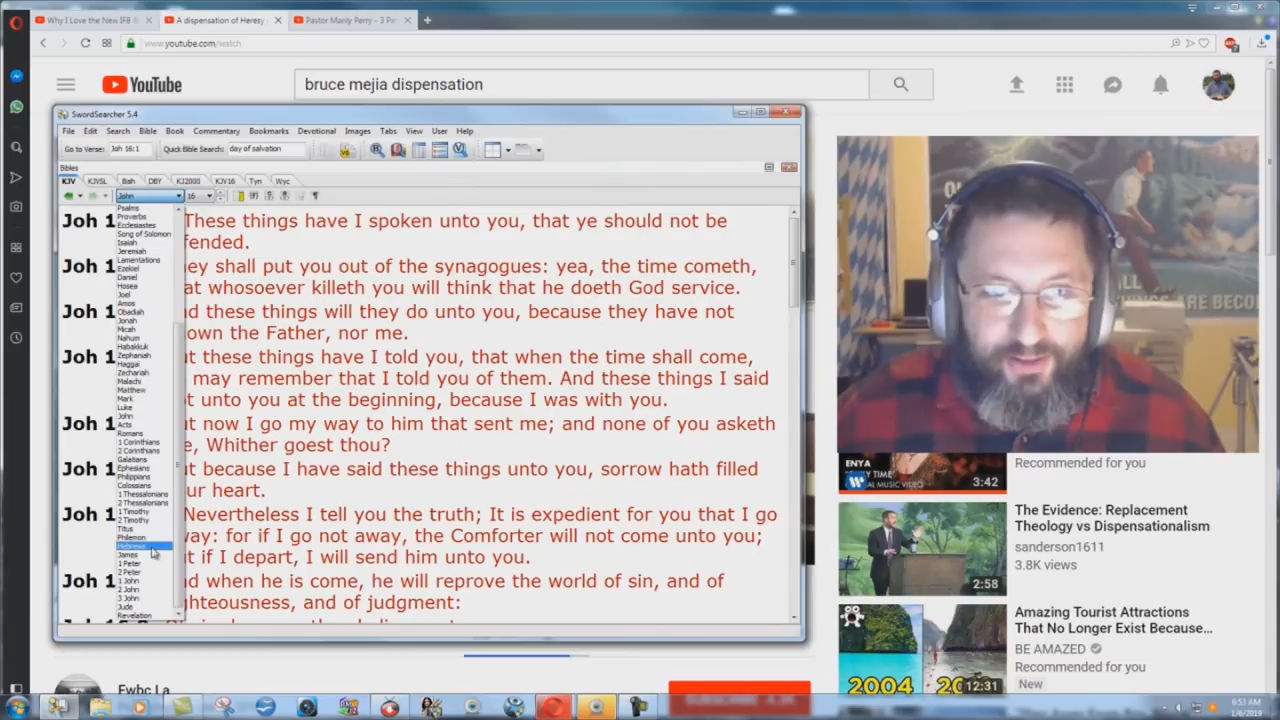 Why I Love the New IFB &
A dispensation of Heresy
Pastor Manly Perry - 3 Pr
www.youtube.com/watch
YouTube
bruce mejia dispensation
SwordSearcher 5.4
File Edit Search Bible Book Commentary Bookmarks Devotional Images Tabs View User Help
Go to Verse: Joh 16:1 Quick Bible Search: day of salvation
Bibles
KJV KJVSL Bish DBY KJ2000 KJV16 Tyn Wyc
John 16
Psalms
Proverbs
Ecclesiastes
Song of Solomon
Isaiah
Jeremiah
Lamentations
Ezekiel
Daniel
Hosea
Joel
Amos
Obadiah
Jonah
Micah
Nahum
Habakkuk
Zephaniah
Haggai
Zechariah
Malachi
Matthew
Mark
Luke
John
Acts
Romans
1 Corinthians
2 Corinthians
Galatians
Ephesians
Philippians
Colossians
1 Thessalonians
2 Thessalonians
1 Timothy
2 Timothy
Titus
Philemon
Hebrews
James
1 Peter
2 Peter
1 John
2 John
3 John
Jude
Revelation
Joh 1 These things have I spoken unto you, that ye should not be
fended.
Joh 1 ey shall put you out of the synagogues: yea, the time cometh,
at whosoever killeth you will think that he doeth God service.
Joh 1 nd these things will they do unto you, because they have not
own the Father, nor me.
Joh 1 ut these things have I told you, that when the time shall come,
may remember that I told you of them. And these things I said
t unto you at the beginning, because I was with you.
Joh 1 ut now I go my way to him that sent me; and none of you asketh
e, Whither goest thou?
Joh 1 ut because I have said these things unto you, sorrow hath filled
ur heart.
Joh 1 Nevertheless I tell you the truth; It is expedient for you that I go
way: for if I go not away, the Comforter will not come unto you;
ut if I depart, I will send him unto you.
Joh 1 nd when he is come, he will reprove the world of sin, and of
ghteousness, and of judgment:
ENYA
3:42
Recommended for you
The Evidence: Replacement
Theology vs Dispensationalism
sanderson1611
3.8K views
2:58
Amazing Tourist Attractions
That No Longer Exist Because...
BE AMAZED
Recommended for you
New
2004
12:31
Fwbc La
6:53 AM
1/6/2019